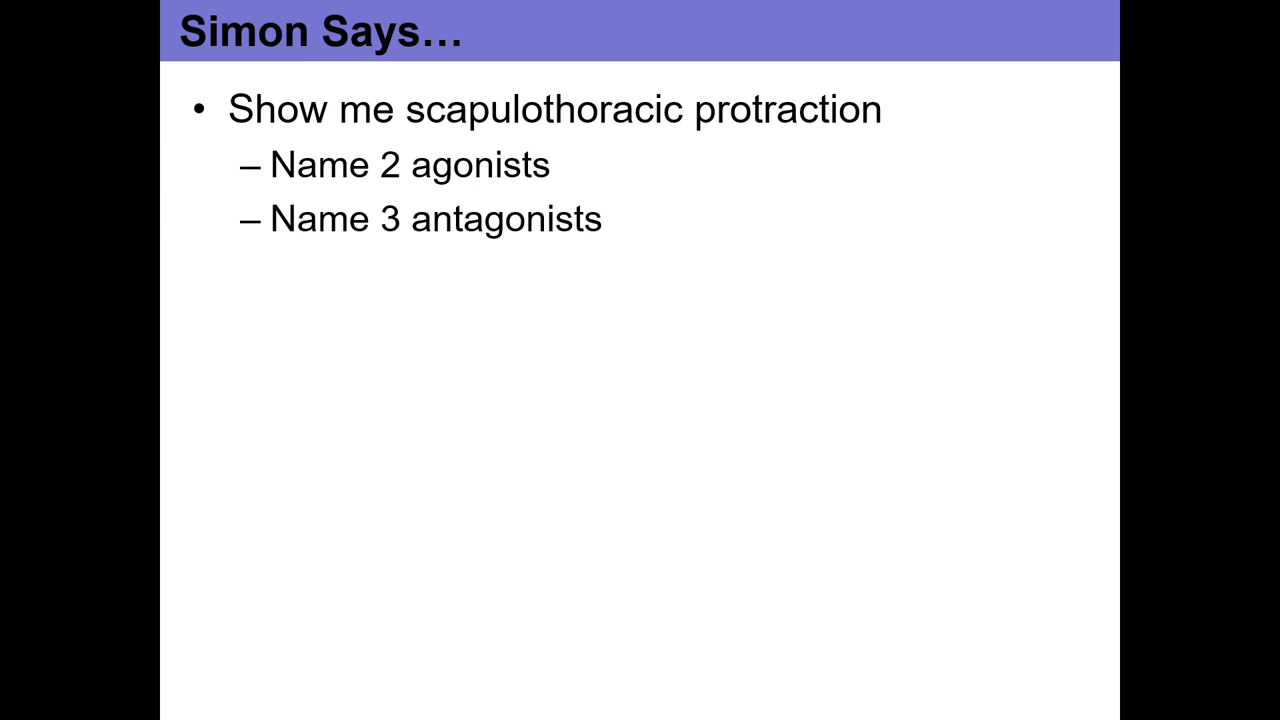 Simon Says…
• Show me scapulothoracic protraction
– Name 2 agonists
– Name 3 antagonists